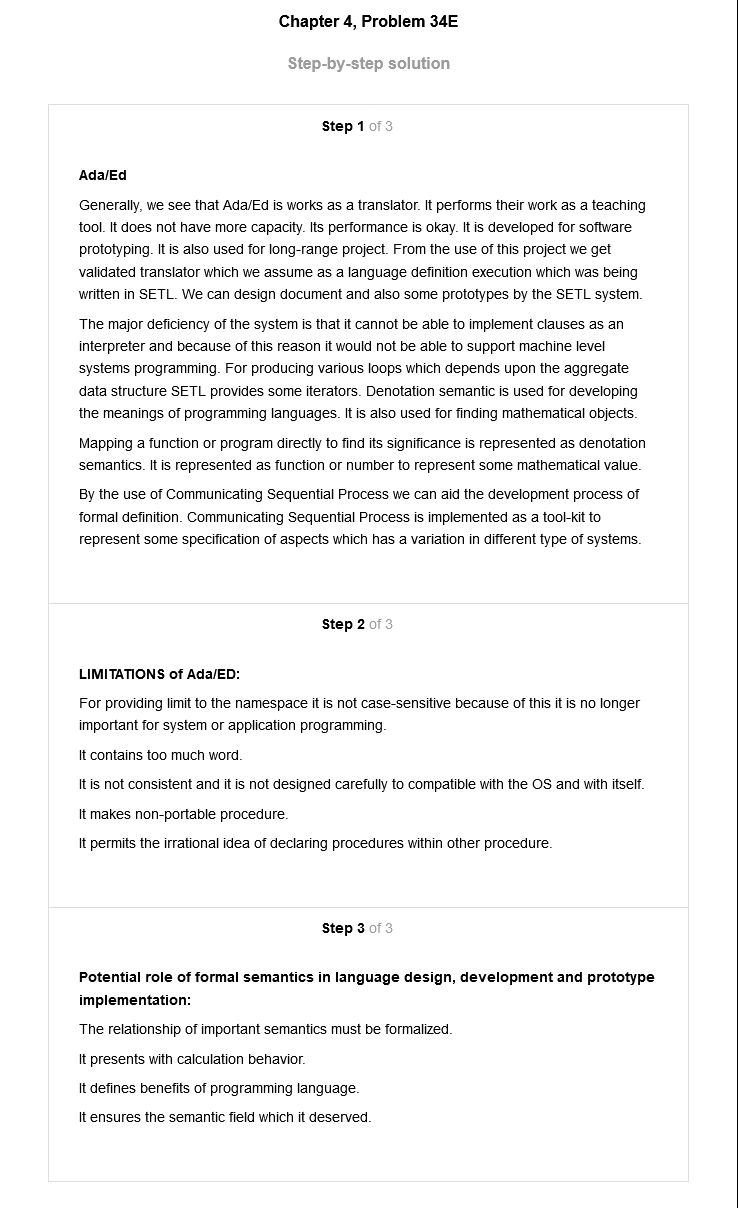 Chapter 4, Problem 34E
Step-by-step solution
Step 1 of 3
Ada/Ed
Generally, we see that Ada/Ed is works as a translator. It performs their work as a teaching
tool. It does not have more capacity. Its performance is okay. It is developed for software
prototyping. It is also used for long-range project. From the use of this project we get
validated translator which we assume as a language definition execution which was being
written in SETL. We can design document and also some prototypes by the SETL system.
The major deficiency of the system is that it cannot be able to implement clauses as an
interpreter and because of this reason it would not be able to support machine level
systems programming. For producing various loops which depends upon the aggregate
data structure SETL provides some iterators. Denotation semantic is used for developing
the meanings of programming languages. It is also used for finding mathematical objects.
Mapping a function or program directly to find its significance is represented as denotation
semantics. It is represented as function or number to represent some mathematical value.
By the use of Communicating Sequential Process we can aid the development process of
formal definition. Communicating Sequential Process is implemented as a tool-kit to
represent some specification of aspects which has a variation in different type of systems.
Step 2 of 3
LIMITATIONS of Ada/ED:
For providing limit to the namespace it is not case-sensitive because of this it is no longer
important for system or application programming.
It contains too much word.
It is not consistent and it is not designed carefully to compatible with the OS and with itself.
It makes non-portable procedure.
It permits the irrational idea of declaring procedures within other procedure.
Step 3 of 3
Potential role of formal semantics in language design, development and prototype
implementation:
The relationship of important semantics must be formalized.
It presents with calculation behavior.
It defines benefits of programming language.
It ensures the semantic field which it deserved.